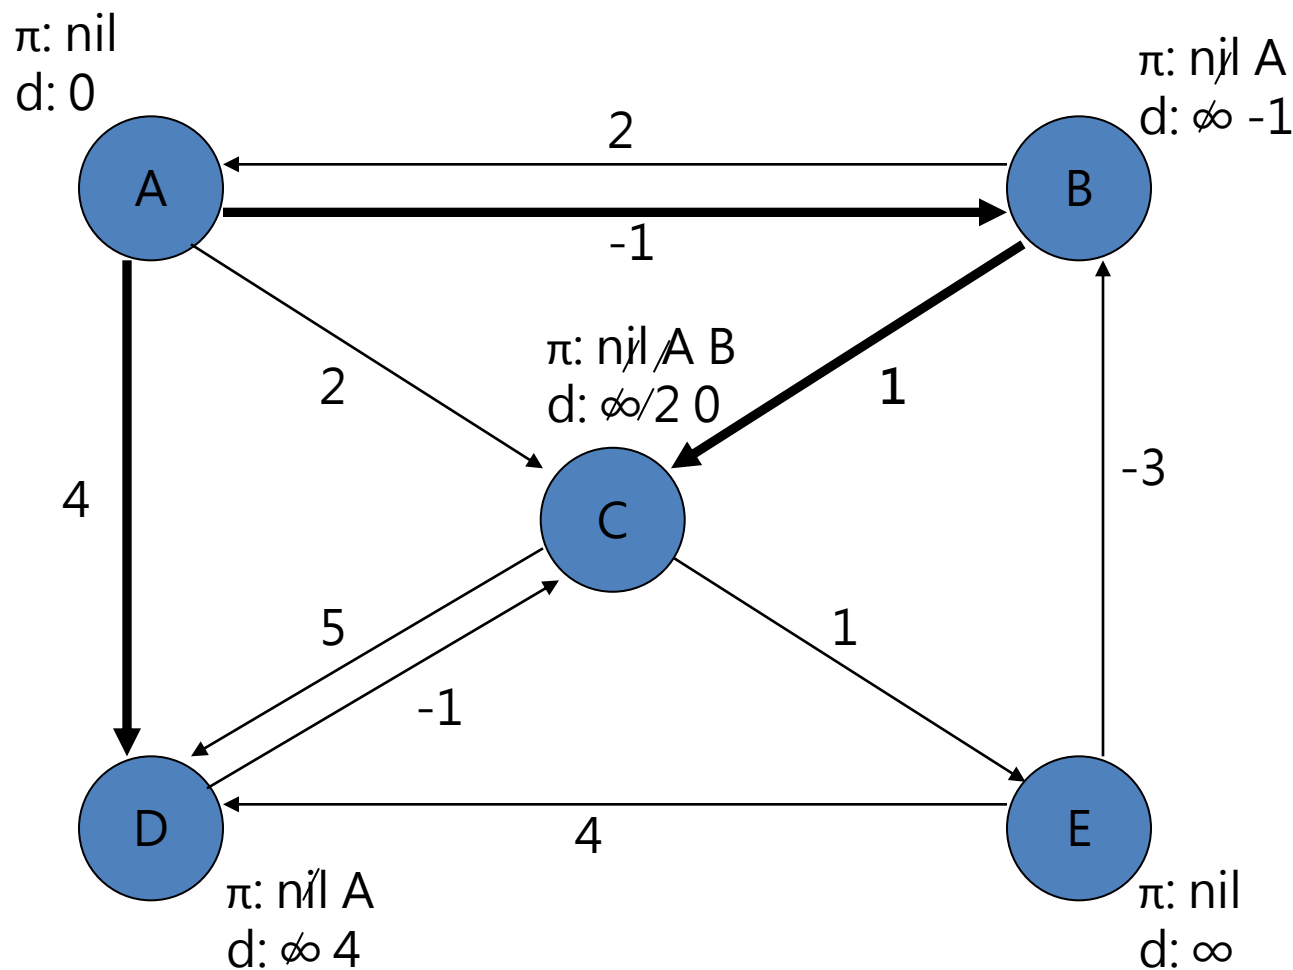 π: nil
d: 0
π: nil A
d: ∞ -1
2
A
B
-1
π: nil A B
d: ∞ 2 0
2
1
4
-3
C
5
1
-1
D
E
4
π: nil A
d: ∞ 4
π: nil
d: ∞